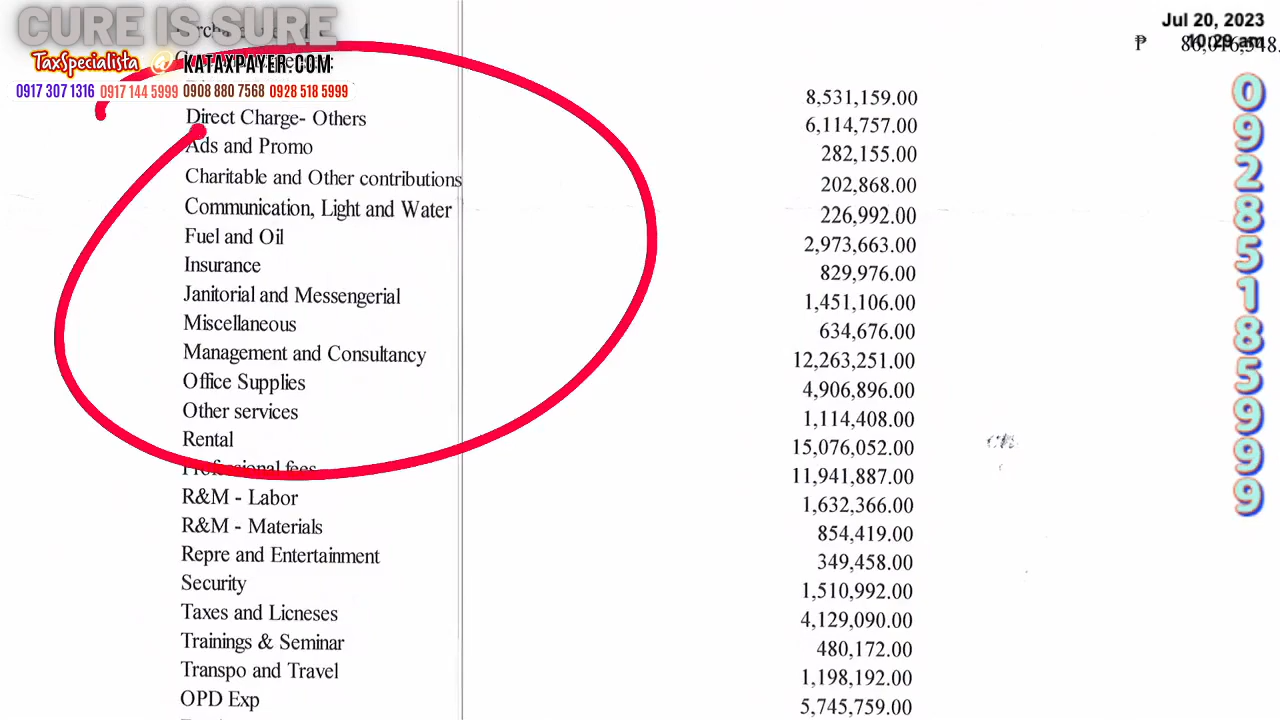 CURE IS SURE
TaxSpecialista @ KATAXPAYER.COM
0917 307 1316 0917 144 5999 0908 880 7568 0928 518 5999
Jul 20, 2023
10:29 am
₱
8,531,159.00
Direct Charge- Others 6,114,757.00
Ads and Promo 282,155.00
Charitable and Other contributions 202,868.00
Communication, Light and Water 226,992.00
Fuel and Oil 2,973,663.00
Insurance 829,976.00
Janitorial and Messengerial 1,451,106.00
Miscellaneous 634,676.00
Management and Consultancy 12,263,251.00
Office Supplies 4,906,896.00
Other services 1,114,408.00
Rental 15,076,052.00
Professional fees 11,941,887.00
R&M - Labor 1,632,366.00
R&M - Materials 854,419.00
Repre and Entertainment 349,458.00
Security 1,510,992.00
Taxes and Licneses 4,129,090.00
Trainings & Seminar 480,172.00
Transpo and Travel 1,198,192.00
OPD Exp 5,745,759.00
09285185999